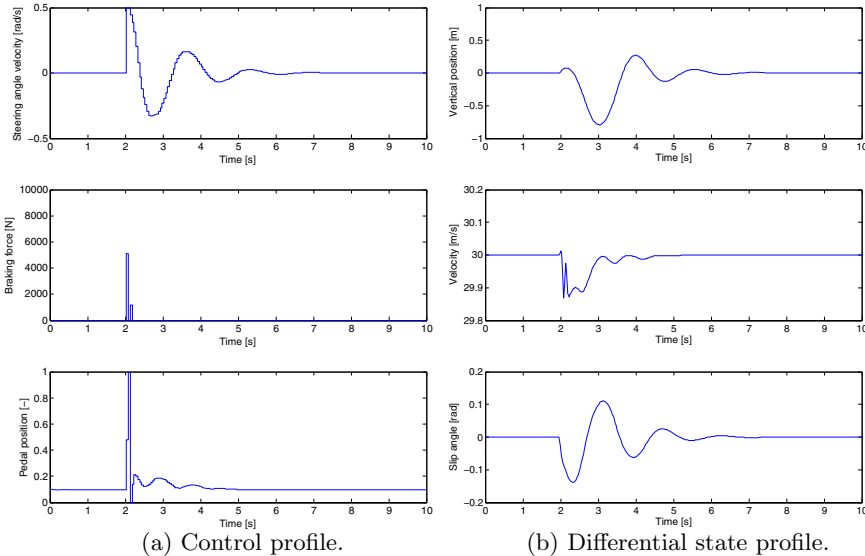 0.5
0
−0.5
Steering angle velocity [rad/s]
0 1 2 3 4 5 6 7 8 9 10
Time [s]
1
0.5
0
−0.5
−1
Vertical position [m]
0 1 2 3 4 5 6 7 8 9 10
Time [s]
10000
8000
6000
4000
2000
0
Braking force [N]
0 1 2 3 4 5 6 7 8 9 10
Time [s]
30.2
30.1
30
29.9
29.8
Velocity [m/s]
0 1 2 3 4 5 6 7 8 9 10
Time [s]
1
0.8
0.6
0.4
0.2
0
Pedal position [−]
0 1 2 3 4 5 6 7 8 9 10
Time [s]
0.2
0.1
0
−0.1
−0.2
Slip angle [rad]
0 1 2 3 4 5 6 7 8 9 10
Time [s]
(a) Control profile.
(b) Differential state profile.